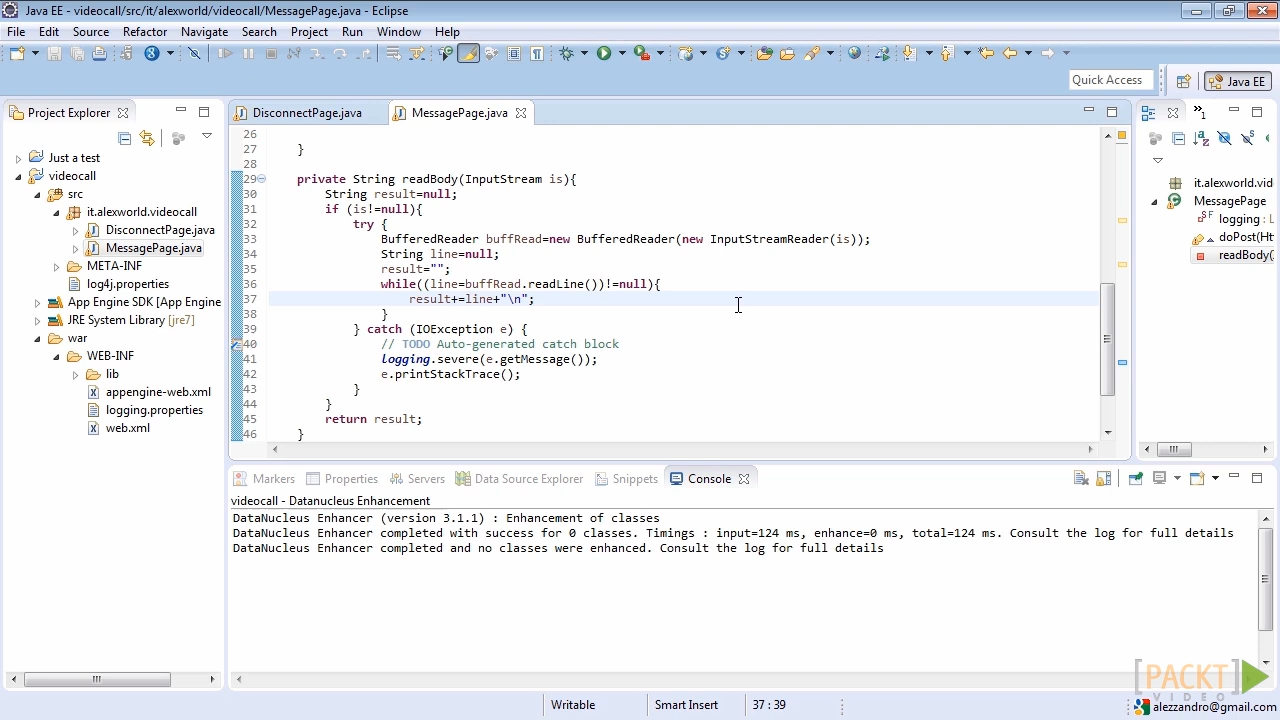 Java EE - videocall/src/it/alexworld/videocall/MessagePage.java - Eclipse
File Edit Source Refactor Navigate Search Project Run Window Help
Quick Access
Java EE
Project Explorer
Just a test
videocall
src
it.alexworld.videocall
DisconnectPage.java
MessagePage.java
META-INF
log4j.properties
App Engine SDK [App Engine
JRE System Library [jre7]
war
WEB-INF
lib
appengine-web.xml
logging.properties
web.xml
DisconnectPage.java MessagePage.java
26
27 }
28
29 private String readBody(InputStream is){
30 String result=null;
31 if (is!=null){
32 try {
33 BufferedReader buffRead=new BufferedReader(new InputStreamReader(is));
34 String line=null;
35 result="";
36 while((line=buffRead.readLine())!=null){
37 result+=line+"\n";
38 }
39 } catch (IOException e) {
40 // TODO Auto-generated catch block
41 logging.severe(e.getMessage());
42 e.printStackTrace();
43 }
44 }
45 return result;
46 }
it.alexworld.vid
MessagePage
logging : L
doPost(Ht
readBody(
Markers Properties Servers Data Source Explorer Snippets Console
videocall - Datanucleus Enhancement
DataNucleus Enhancer (version 3.1.1) : Enhancement of classes
DataNucleus Enhancer completed with success for 0 classes. Timings : input=124 ms, enhance=0 ms, total=124 ms. Consult the log for full details
DataNucleus Enhancer completed and no classes were enhanced. Consult the log for full details
[PACKT]
VIDEO
Writable Smart Insert 37 : 39
alezzandro@gmail.com